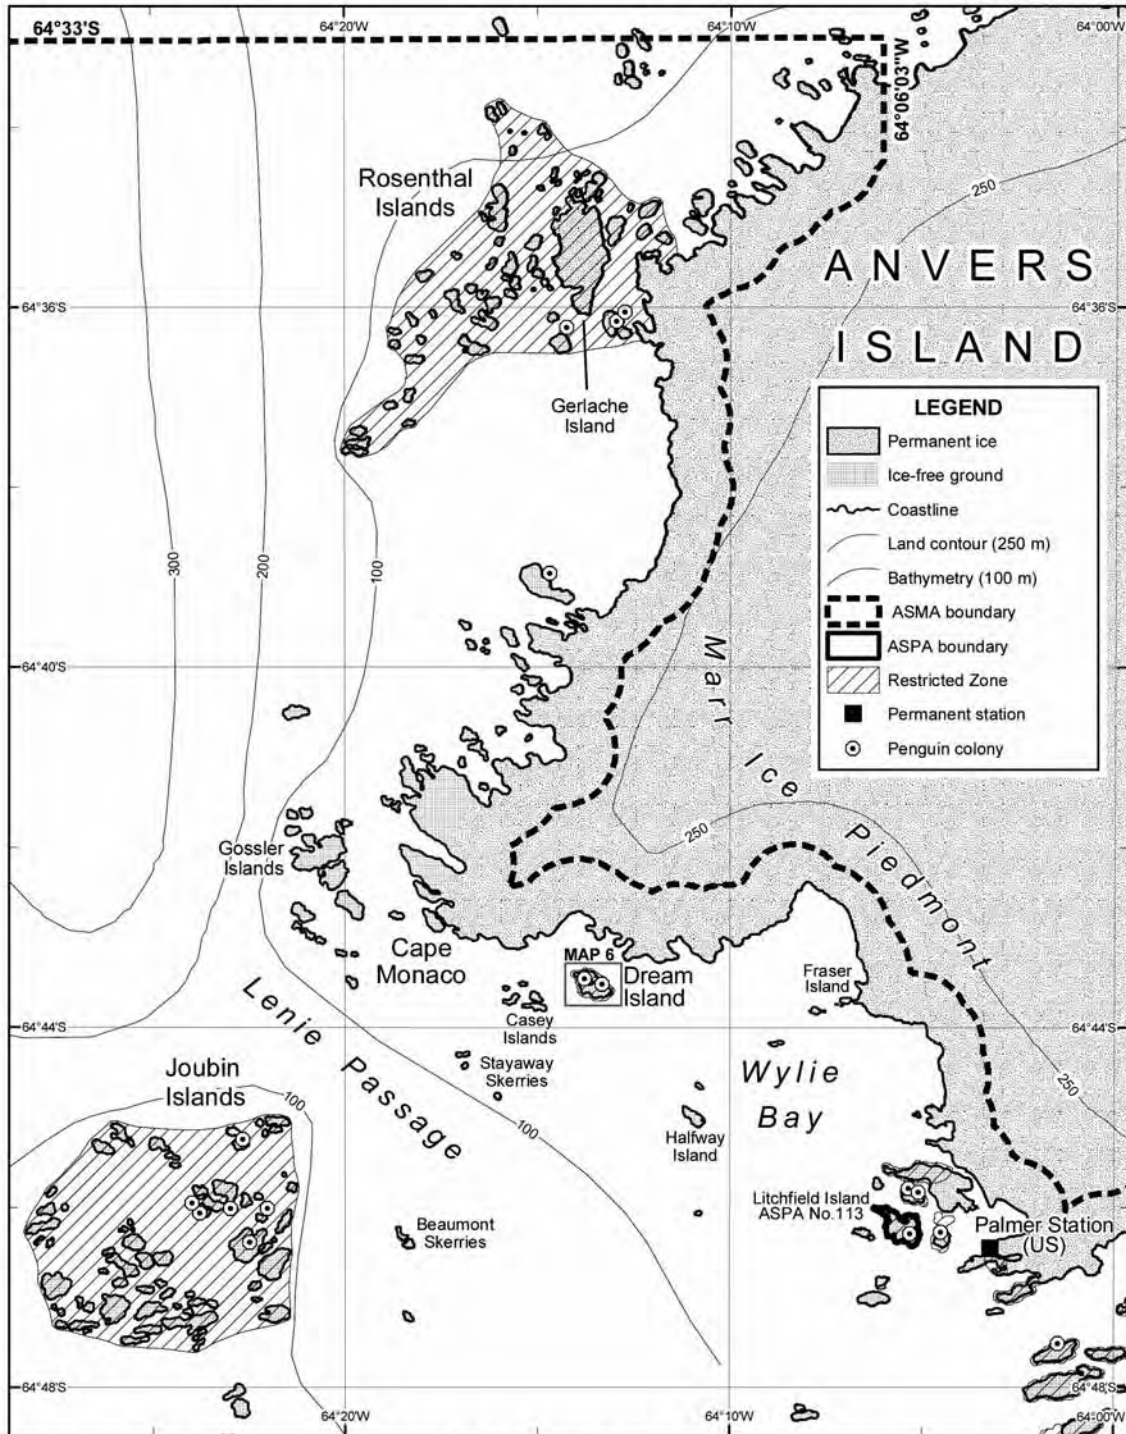 64°20'W
64°10'W
64°00'W
64°33'S
64°06'03"W
Rosenthal
Islands
250
ANVERS
ISLAND
64°36'S
64°36'S
Gerlache
Island
LEGEND
Permanent ice
Ice-free ground
Coastline
Land contour (250 m)
Bathymetry (100 m)
ASMA boundary
ASPA boundary
Restricted Zone
Permanent station
Penguin colony
300
200
100
64°40'S
Marr Ice Piedmont
250
Gossler
Islands
Cape
Monaco
MAP 6
Dream
Island
Fraser
Island
Casey
Islands
64°44'S
64°44'S
Lenie Passage
Stayaway
Skerries
Wylie
Bay
250
Joubin
Islands
100
100
Halfway
Island
Litchfield Island
ASPA No.113
Beaumont
Skerries
Palmer Station
(US)
64°48'S
64°48'S
64°20'W
64°10'W
64°00'W